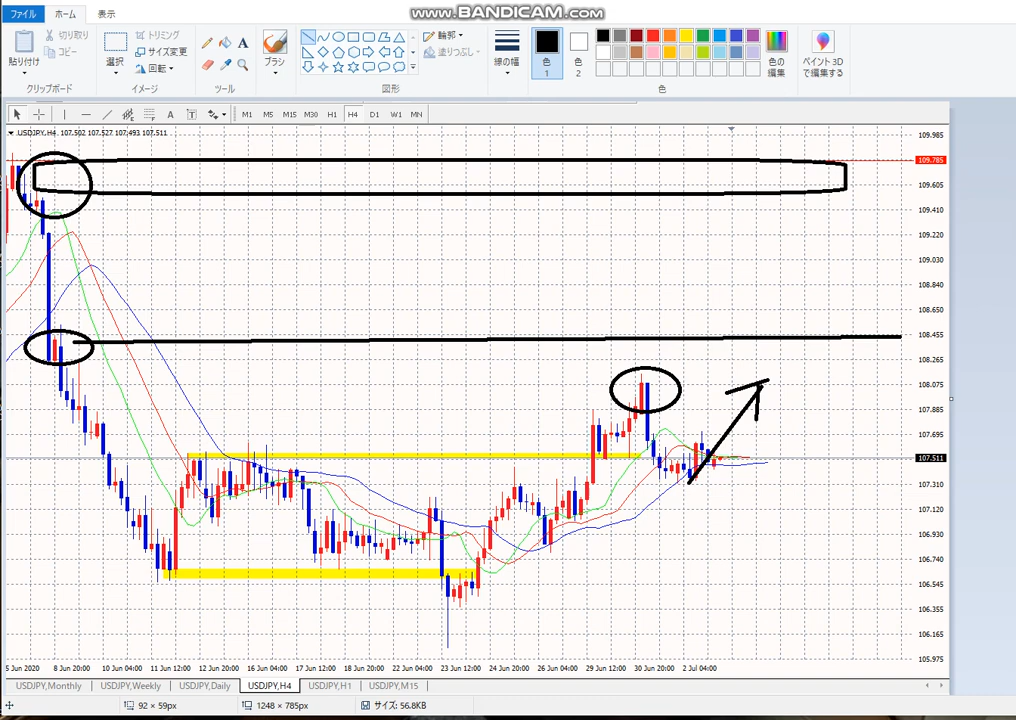 www.BANDICAM.com
ファイル ホーム 表示
貼り付け 切り取り コピー クリップボード
選択 トリミング サイズ変更 回転 イメージ
ツール
ブラシ
図形 輪郭 塗りつぶし
線の幅
色 1 色 2 色の編集 色
ペイント 3D で編集する
M1 M5 M15 M30 H1 H4 D1 W1 MN
USDJPY,H4 107.502 107.527 107.493 107.511
109.985
109.785
109.605
109.410
109.220
109.030
108.840
108.650
108.455
108.265
108.075
107.885
107.695
107.511
107.310
107.120
106.930
106.740
106.545
106.355
106.165
105.975
5 Jun 2020 8 Jun 20:00 10 Jun 04:00 11 Jun 12:00 12 Jun 20:00 16 Jun 04:00 17 Jun 12:00 18 Jun 20:00 22 Jun 04:00 23 Jun 12:00 24 Jun 20:00 26 Jun 04:00 29 Jun 12:00 30 Jun 20:00 2 Jul 04:00
USDJPY,Monthly USDJPY,Weekly USDJPY,Daily USDJPY,H4 USDJPY,H1 USDJPY,M15
92 × 59px 1248 × 785px サイズ: 56.8KB